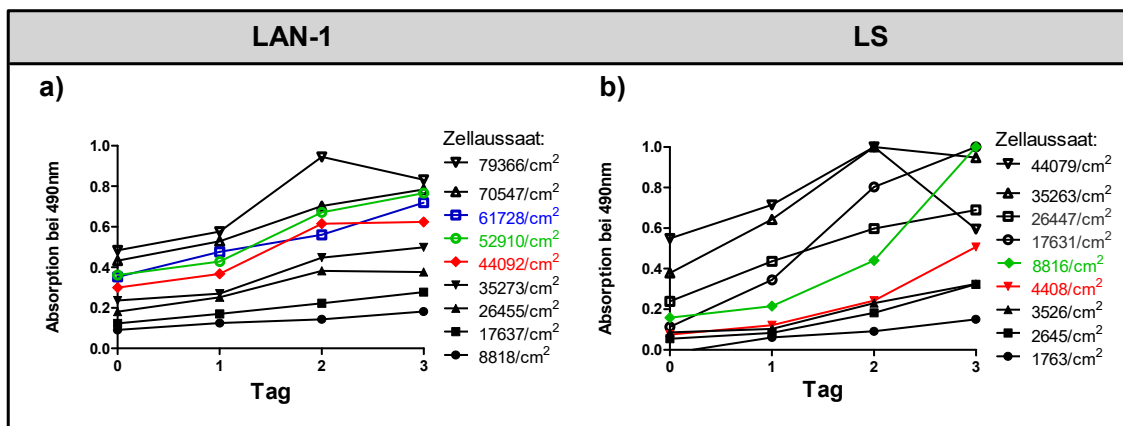 LAN-1
LS
a)
Absorption bei 490nm
1.0
0.8
0.6
0.4
0.2
0.0
0 1 2 3
Tag
Zellaussaat:
79366/cm²
70547/cm²
61728/cm²
52910/cm²
44092/cm²
35273/cm²
26455/cm²
17637/cm²
8818/cm²
b)
Absorption bei 490nm
1.0
0.8
0.6
0.4
0.2
0.0
0 1 2 3
Tag
Zellaussaat:
44079/cm²
35263/cm²
26447/cm²
17631/cm²
8816/cm²
4408/cm²
3526/cm²
2645/cm²
1763/cm²